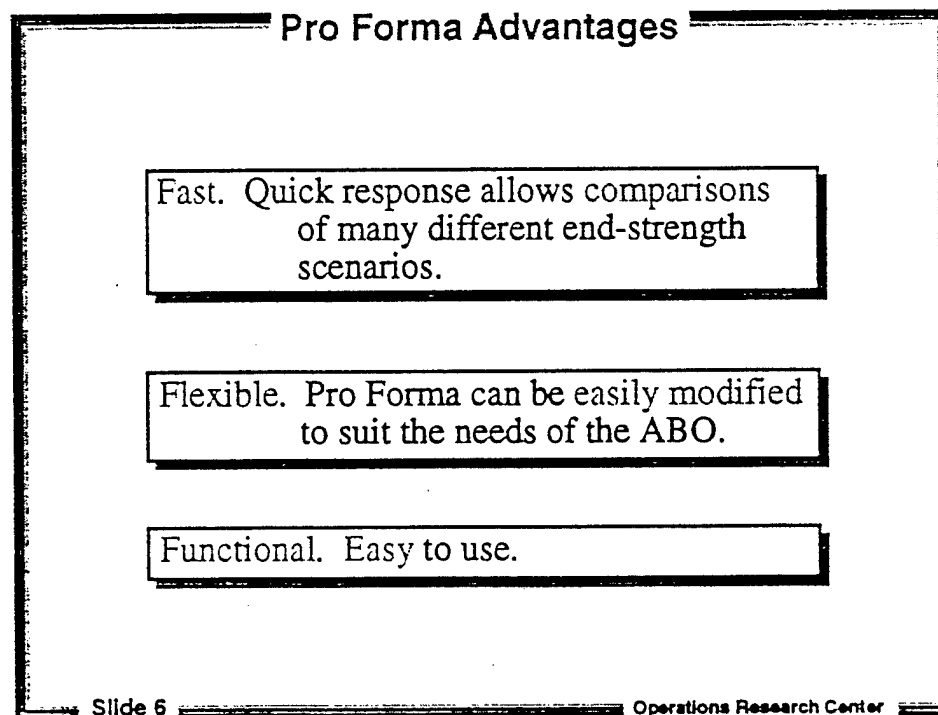 Pro Forma Advantages
Fast. Quick response allows comparisons
of many different end-strength
scenarios.
Flexible. Pro Forma can be easily modified
to suit the needs of the ABO.
Functional. Easy to use.
Slide 6
Operations Research Center